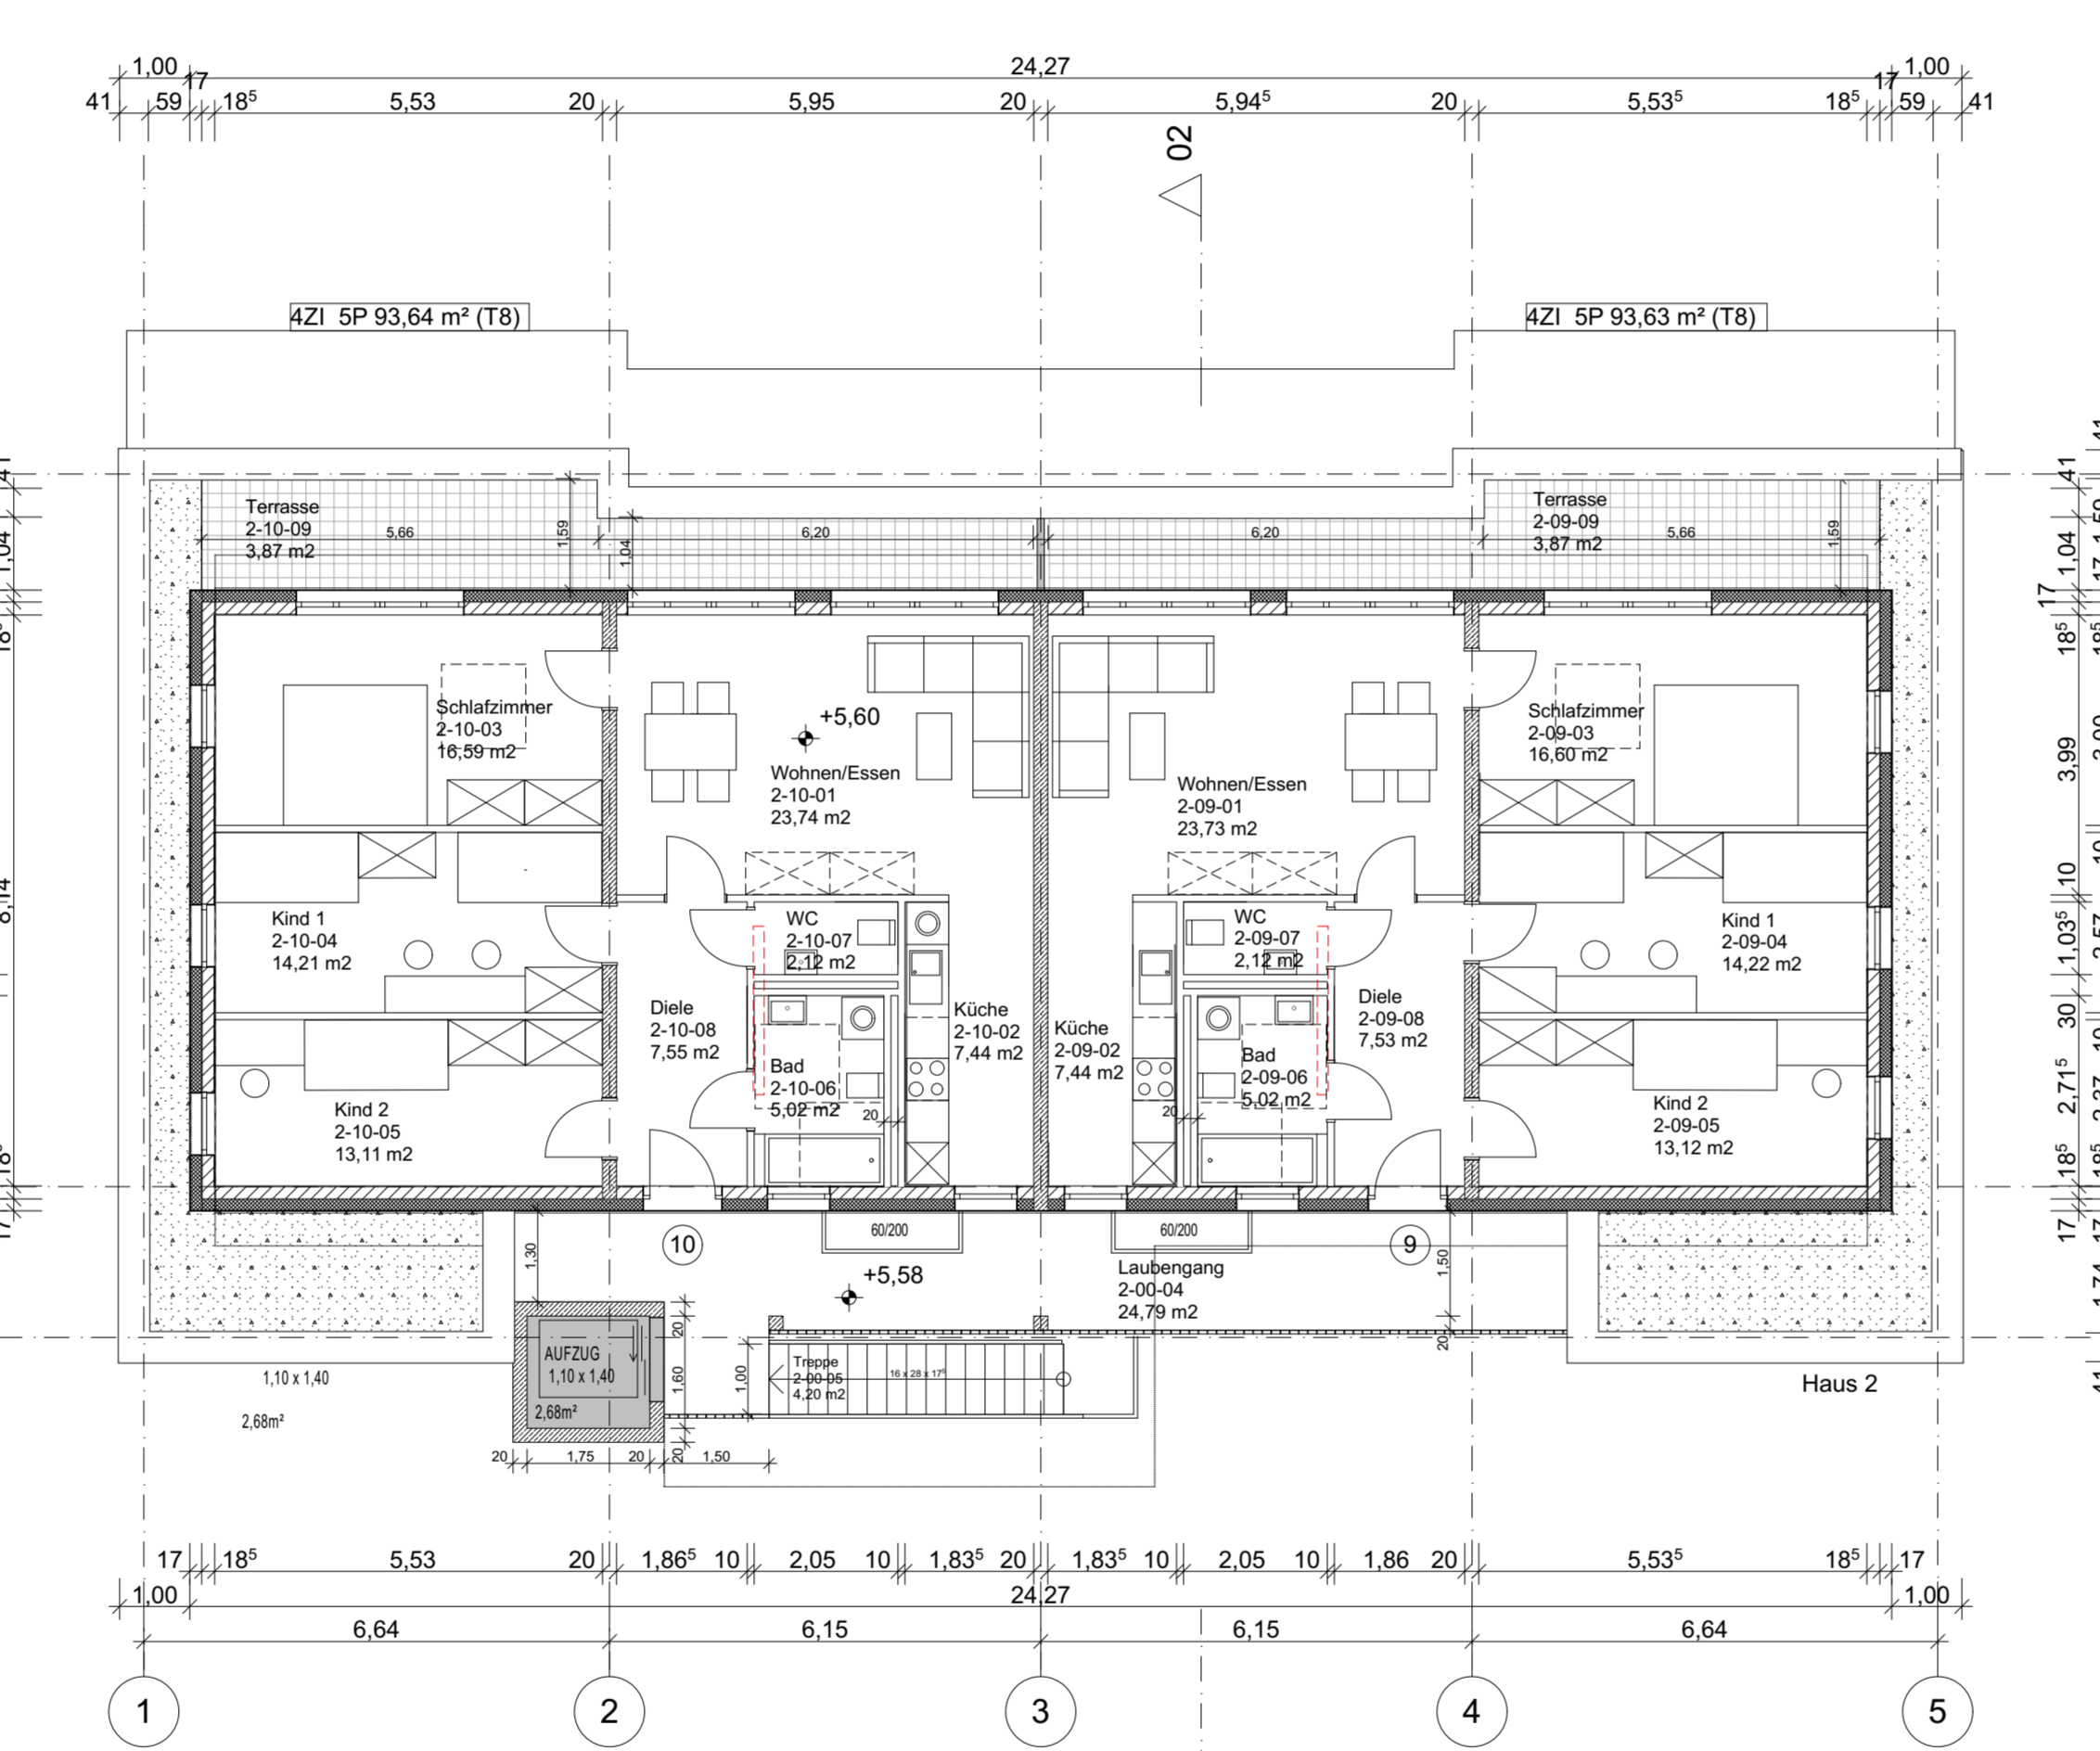 1,00 17 24,27 17 1,00
41 59 18⁵ 5,53 20 5,95 20 5,94⁵ 20 5,53⁵ 18⁵ 59 41
02
4ZI 5P 93,64 m² (T8)
4ZI 5P 93,63 m² (T8)
Terrasse
2-10-09
3,87 m2
5,66
1,59
1,04
6,20
6,20
Terrasse
2-09-09
3,87 m2
5,66
1,59
Schlafzimmer
2-10-03
16,59 m2
+5,60
Wohnen/Essen
2-10-01
23,74 m2
Wohnen/Essen
2-09-01
23,73 m2
Schlafzimmer
2-09-03
16,60 m2
Kind 1
2-10-04
14,21 m2
WC
2-10-07
2,12 m2
WC
2-09-07
2,12 m2
Kind 1
2-09-04
14,22 m2
Diele
2-10-08
7,55 m2
Küche
2-10-02
7,44 m2
Küche
2-09-02
7,44 m2
Diele
2-09-08
7,53 m2
Bad
2-10-06
5,02 m2
20
Bad
2-09-06
5,02 m2
20
Kind 2
2-10-05
13,11 m2
Kind 2
2-09-05
13,12 m2
10
60/200
60/200
9
1,30
+5,58
Laubengang
2-00-04
24,79 m2
1,50
20
AUFZUG
1,10 x 1,40
2,68m²
1,10 x 1,40
2,68m²
20
1,60
20
1,00
Treppe
2-00-05
4,20 m2
16 x 28 x 17⁵
Haus 2
20 1,75 20 1,50
41
1,04
17
18⁵
3,99
10
1,03⁵
30
2,71⁵
18⁵
17
8,14
17 18⁵ 5,53 20 1,86⁵ 10 2,05 10 1,83⁵ 20 1,83⁵ 10 2,05 10 1,86 20 5,53⁵ 18⁵ 17
1,00 24,27 1,00
6,64 6,15 6,15 6,64
1 2 3 4 5